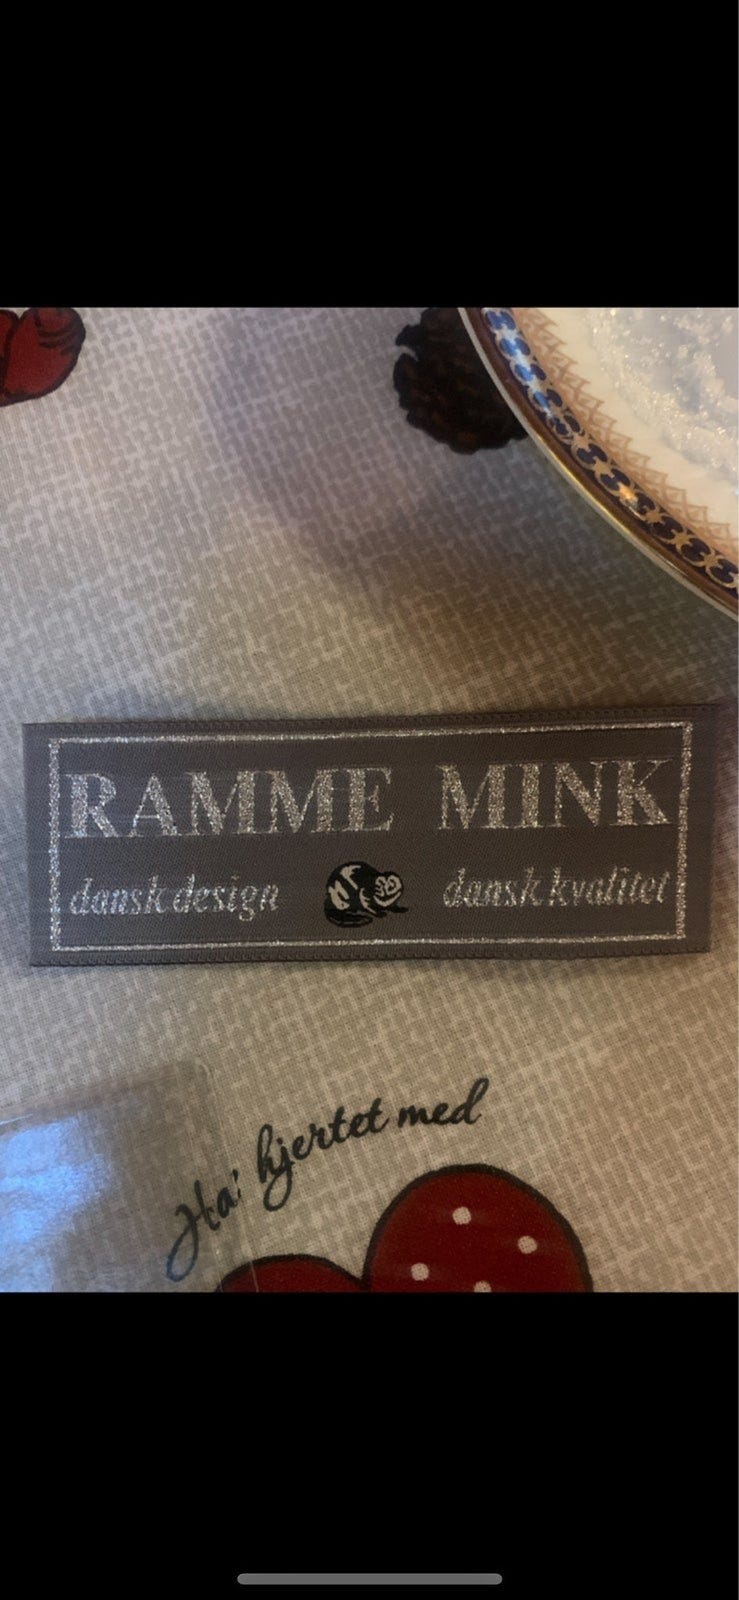 RAMME MINK
dansk design dansk kvalitet
Ha' hjertet med